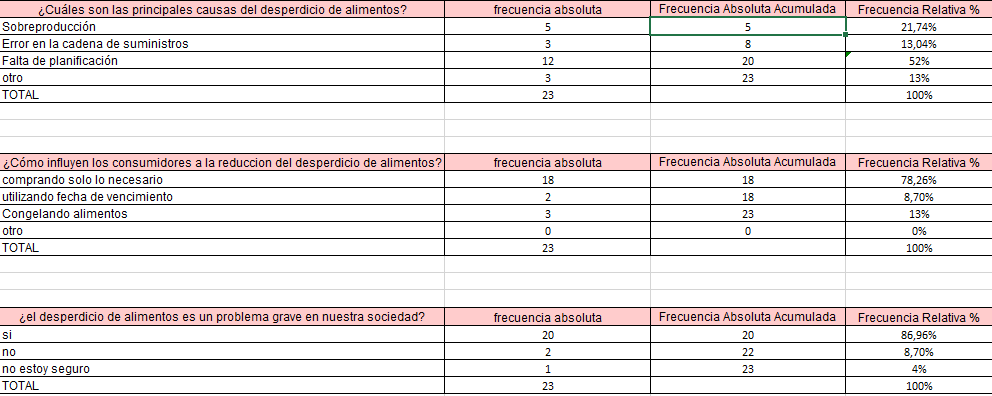 ¿Cuáles son las principales causas del desperdicio de alimentos? frecuencia absoluta Frecuencia Absoluta Acumulada Frecuencia Relativa %
Sobreproducción 5 5 21,74%
Error en la cadena de suministros 3 8 13,04%
Falta de planificación 12 20 52%
otro 3 23 13%
TOTAL 23 100%
¿Cómo influyen los consumidores a la reduccion del desperdicio de alimentos? frecuencia absoluta Frecuencia Absoluta Acumulada Frecuencia Relativa %
comprando solo lo necesario 18 18 78,26%
utilizando fecha de vencimiento 2 18 8,70%
Congelando alimentos 3 23 13%
otro 0 0 0%
TOTAL 23 100%
¿el desperdicio de alimentos es un problema grave en nuestra sociedad? frecuencia absoluta Frecuencia Absoluta Acumulada Frecuencia Relativa %
si 20 20 86,96%
no 2 22 8,70%
no estoy seguro 1 23 4%
TOTAL 23 100%